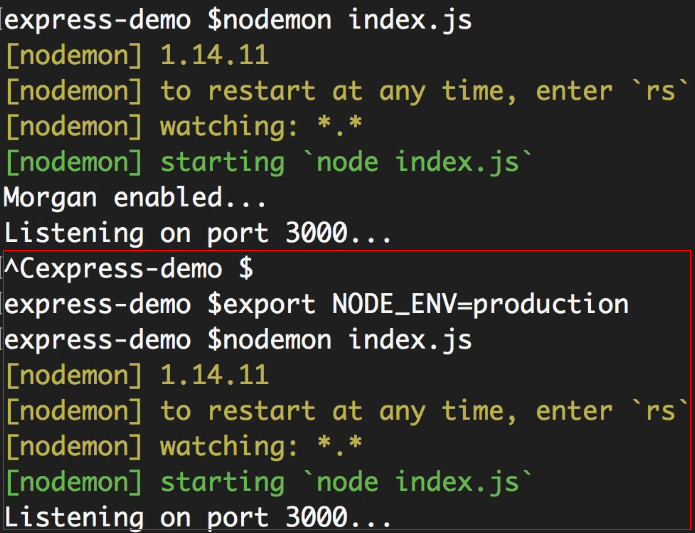 express-demo $nodemon index.js
[nodemon] 1.14.11
[nodemon] to restart at any time, enter `rs`
[nodemon] watching: *.*
[nodemon] starting `node index.js`
Morgan enabled...
Listening on port 3000...
^Cexpress-demo $
express-demo $export NODE_ENV=production
express-demo $nodemon index.js
[nodemon] 1.14.11
[nodemon] to restart at any time, enter `rs`
[nodemon] watching: *.*
[nodemon] starting `node index.js`
Listening on port 3000...